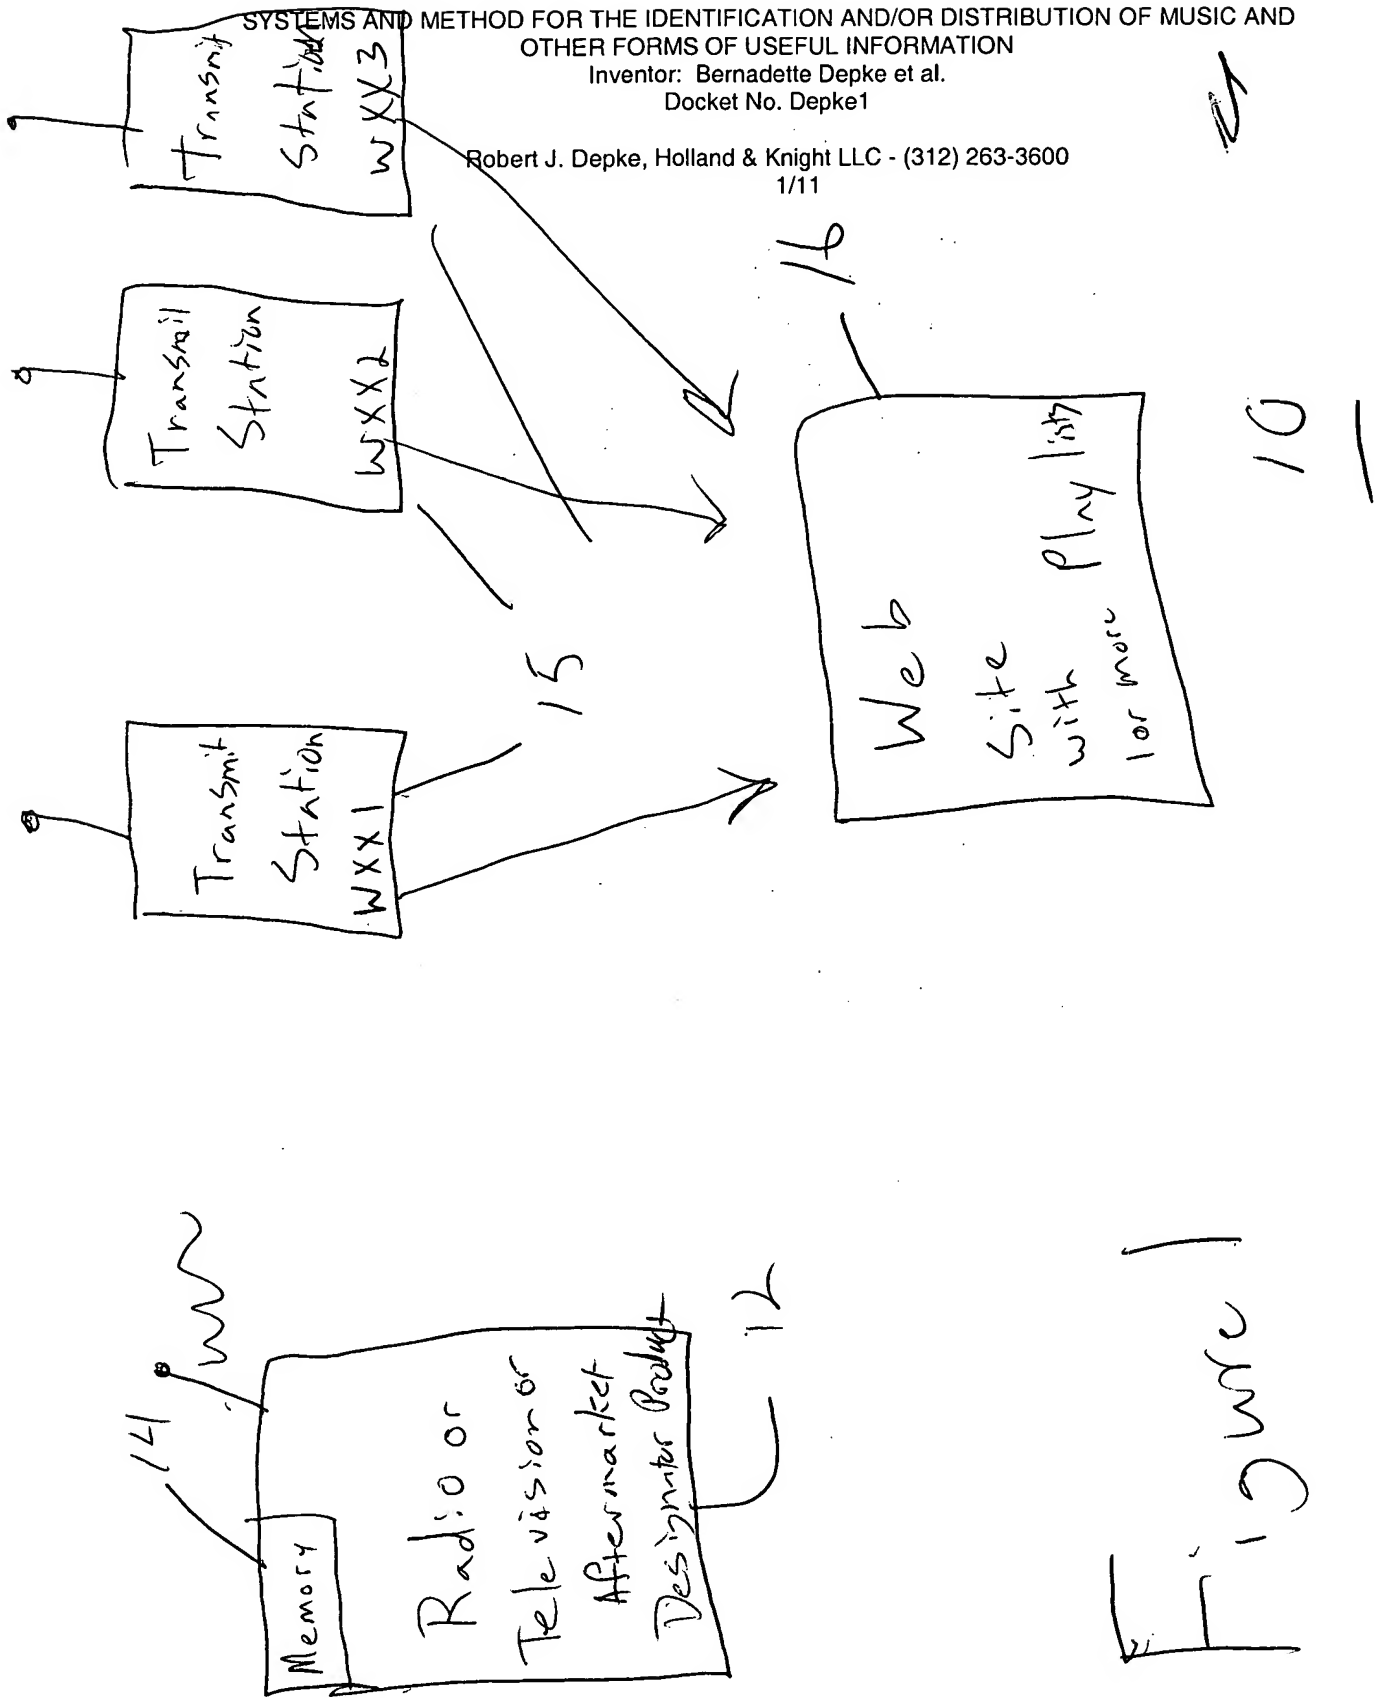 SYSTEMS AND METHOD FOR THE IDENTIFICATION AND/OR DISTRIBUTION OF MUSIC AND
OTHER FORMS OF USEFUL INFORMATION
Inventor: Bernadette Depke et al.
Docket No. Depke1
Robert J. Depke, Holland & Knight LLC - (312) 263-3600
1/11
14
Memory
Radio or
Television or
Aftermarket
Designator Product
12
Transmit
Station
WXX1
Transmit
Station
WXX2
Transmit
Station
WXX3
15
16
Web
Site
with
1 or more Play lists
10
Figure 1